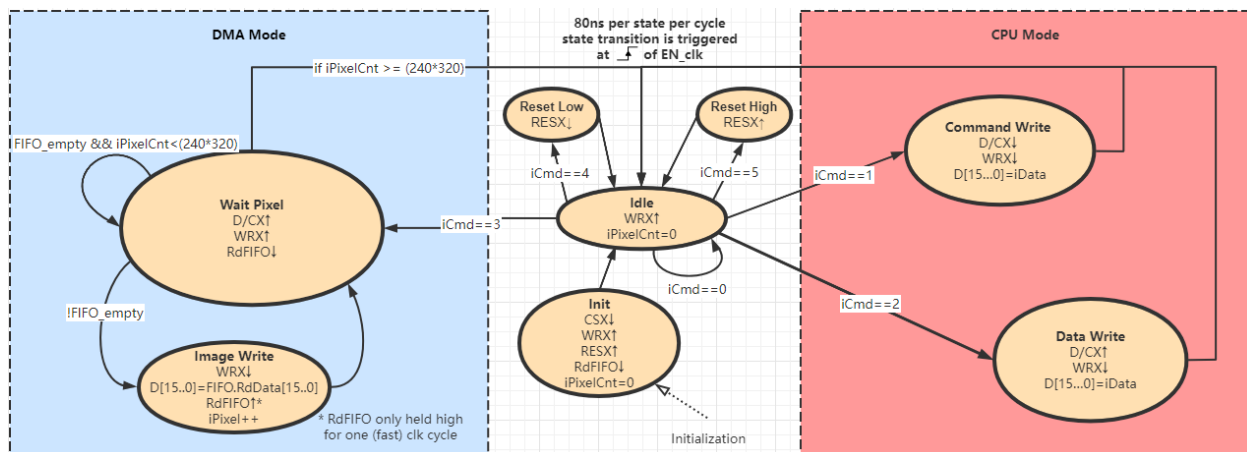 DMA Mode
80ns per state per cycle
state transition is triggered
at of EN_clk
CPU Mode
if iPixelCnt >= (240*320)
Reset Low
RESX↓
Reset High
RESX↑
Command Write
D/CX↓
WRX↓
D[15...0]=iData
FIFO_empty && iPixelCnt<(240*320)
iCmd==4
iCmd==5
iCmd==1
Wait Pixel
D/CX↑
WRX↑
RdFIFO↓
iCmd==3
Idle
WRX↑
iPixelCnt=0
iCmd==0
iCmd==2
!FIFO_empty
Init
CSX↓
WRX↑
RESX↑
RdFIFO↓
iPixelCnt=0
Data Write
D/CX↑
WRX↓
D[15...0]=iData
Image Write
WRX↓
D[15..0]=FIFO.RdData[15..0]
RdFIFO↑*
iPixel++
* RdFIFO only held high
for one (fast) clk cycle
Initialization